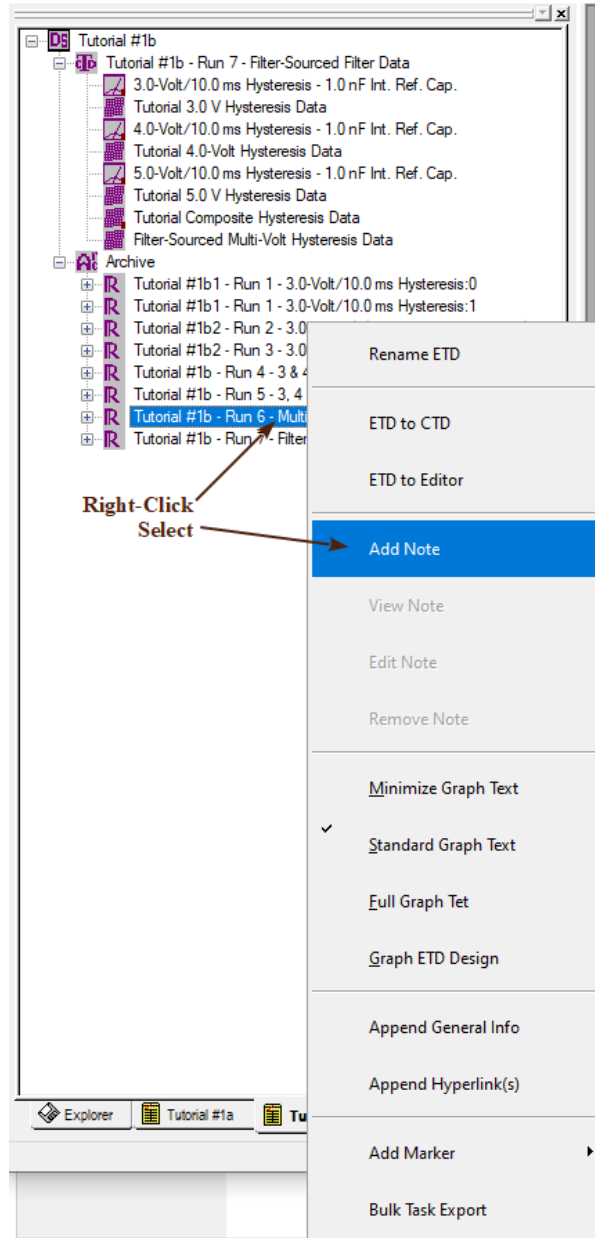 Tutorial #1b
Tutorial #1b - Run 7 - Filter-Sourced Filter Data
3.0-Volt/10.0 ms Hysteresis - 1.0 nF Int. Ref. Cap.
Tutorial 3.0 V Hysteresis Data
4.0-Volt/10.0 ms Hysteresis - 1.0 nF Int. Ref. Cap.
Tutorial 4.0-Volt Hysteresis Data
5.0-Volt/10.0 ms Hysteresis - 1.0 nF Int. Ref. Cap.
Tutorial 5.0 V Hysteresis Data
Tutorial Composite Hysteresis Data
Filter-Sourced Multi-Volt Hysteresis Data
Archive
Tutorial #1b1 - Run 1 - 3.0-Volt/10.0 ms Hysteresis:0
Tutorial #1b1 - Run 1 - 3.0-Volt/10.0 ms Hysteresis:1
Tutorial #1b2 - Run 2 - 3.0
Tutorial #1b2 - Run 3 - 3.0
Tutorial #1b - Run 4 - 3 & 4
Tutorial #1b - Run 5 - 3, 4
Tutorial #1b - Run 6 - Multi
Tutorial #1b - Run 7 - Filter
Right-Click
Select
Rename ETD
ETD to CTD
ETD to Editor
Add Note
View Note
Edit Note
Remove Note
Minimize Graph Text
Standard Graph Text
Full Graph Tet
Graph ETD Design
Append General Info
Append Hyperlink(s)
Add Marker
Bulk Task Export
Explorer
Tutorial #1a
Tu